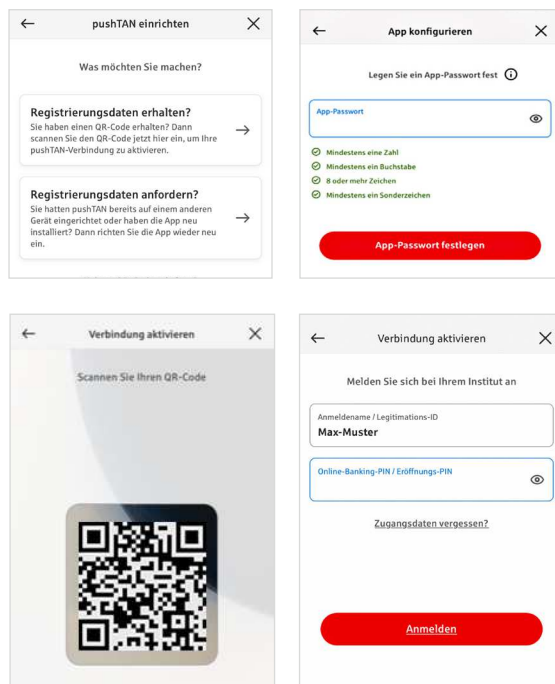 pushTAN einrichten
Was möchten Sie machen?
Registrierungsdaten erhalten?
Sie haben einen QR-Code erhalten? Dann
scannen Sie den QR-Code jetzt hier ein, um Ihre
pushTAN-Verbindung zu aktivieren.
Registrierungsdaten anfordern?
Sie hatten pushTAN bereits auf einem anderen
Gerät eingerichtet oder haben die App neu
installiert? Dann richten Sie die App wieder neu
ein.
App konfigurieren
Legen Sie ein App-Passwort fest
App-Passwort
Mindestens eine Zahl
Mindestens ein Buchstabe
8 oder mehr Zeichen
Mindestens ein Sonderzeichen
App-Passwort festlegen
Verbindung aktivieren
Scannen Sie Ihren QR-Code
Verbindung aktivieren
Melden Sie sich bei Ihrem Institut an
Anmeldename / Legitimations-ID
Max-Muster
Online-Banking-PIN / Eröffnungs-PIN
Zugangsdaten vergessen?
Anmelden